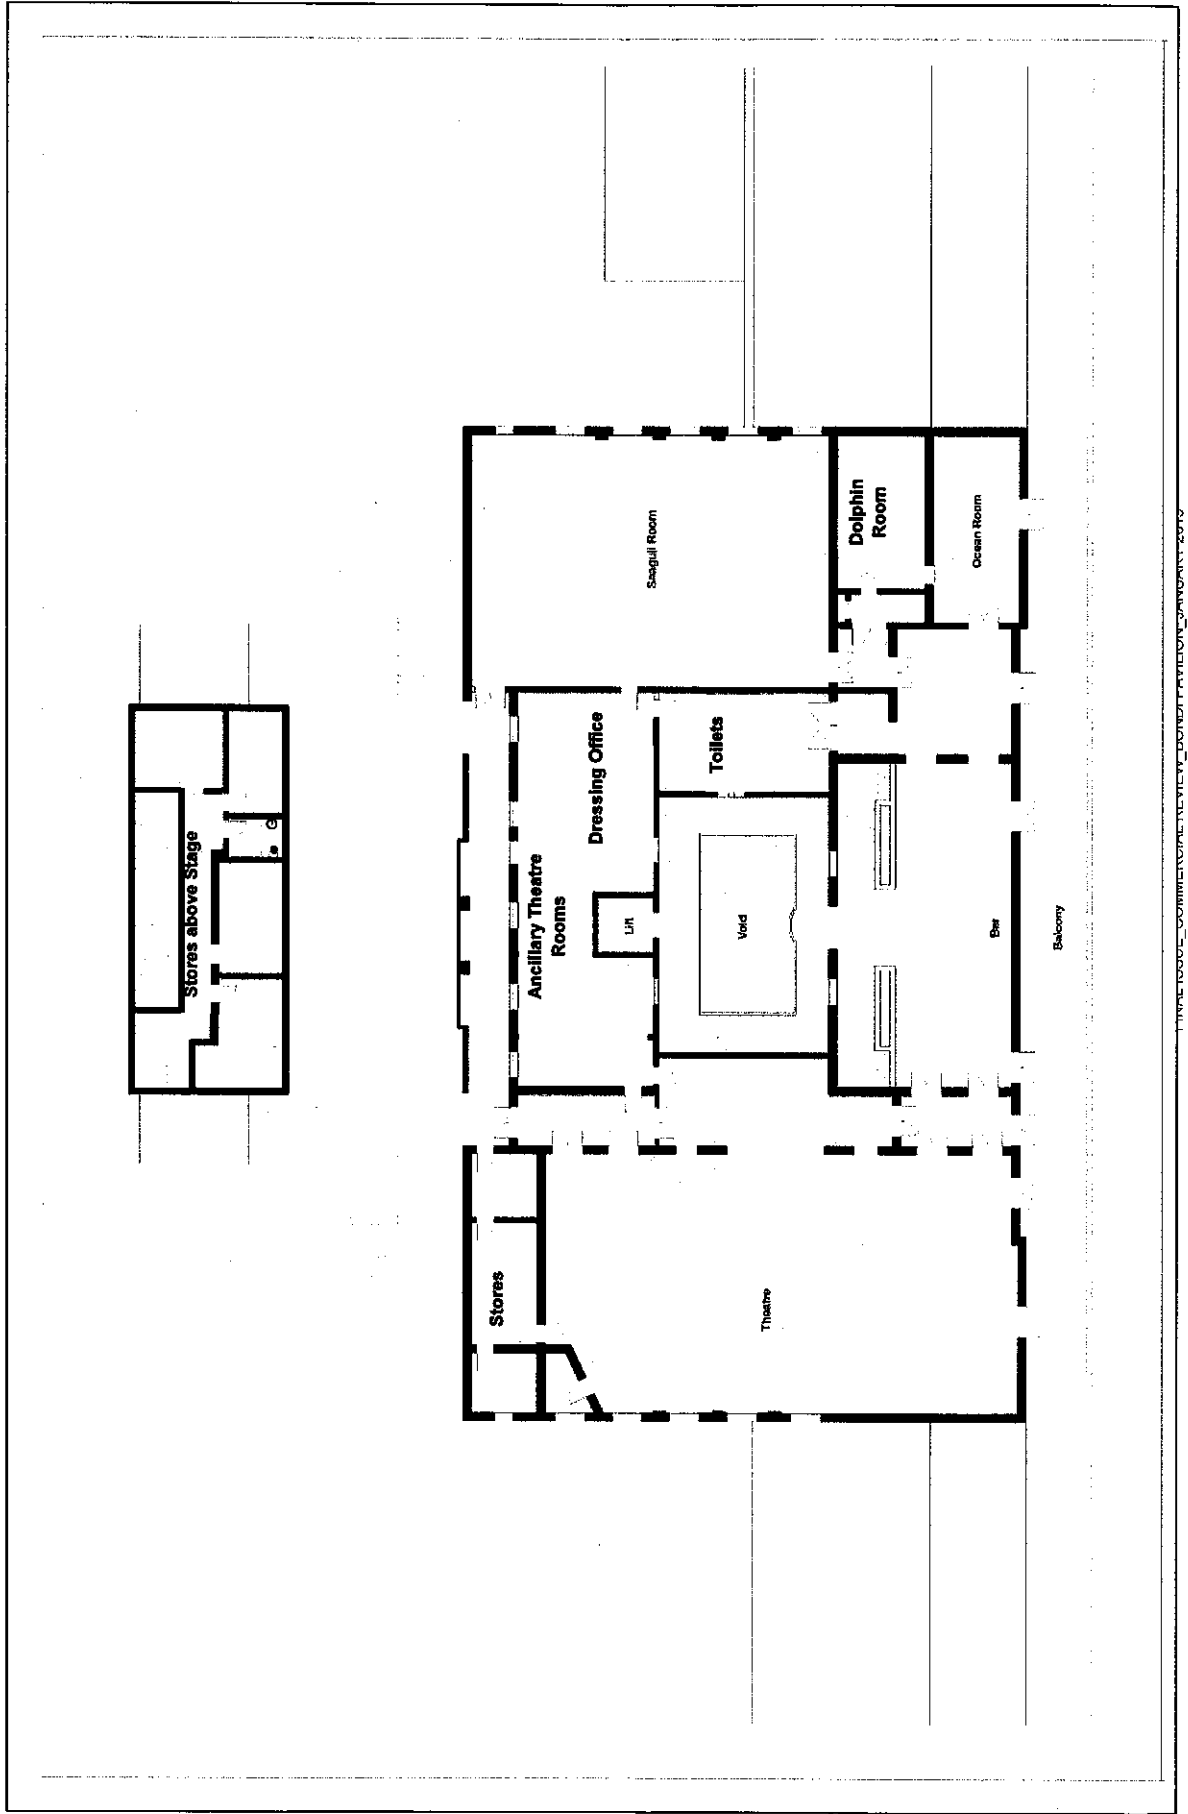 Stores above Stage
Ancillary Theatre
Rooms
Dressing Office
Lift
Toilets
Void
Seagull Room
Dolphin
Room
Ocean Room
Stores
Theatre
Bar
Balcony